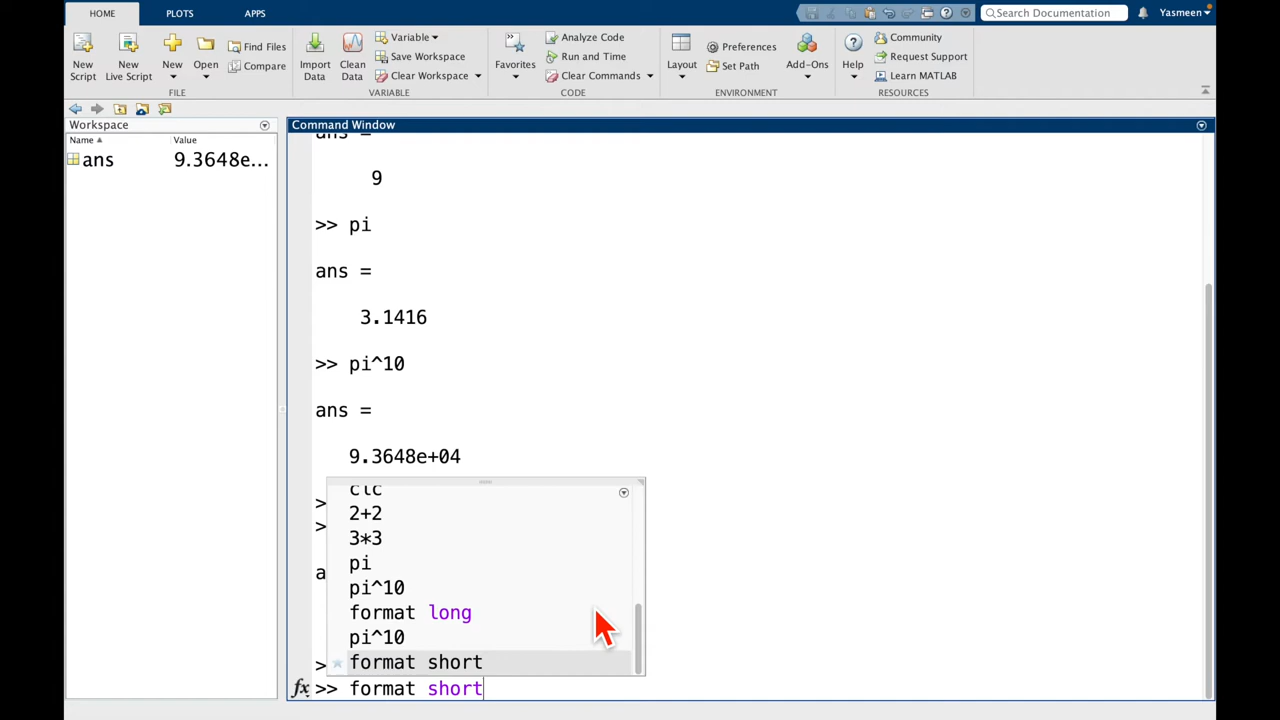 HOME PLOTS APPS
Search Documentation
Yasmeen
New Script
New Live Script
New
Open
Find Files
Compare
FILE
Import Data
Clean Data
Variable
Save Workspace
Clear Workspace
VARIABLE
Favorites
Analyze Code
Run and Time
Clear Commands
CODE
Layout
Preferences
Set Path
ENVIRONMENT
Add-Ons
Help
Community
Request Support
Learn MATLAB
RESOURCES
Workspace
Name Value
ans 9.3648e...
Command Window
ans =
9
>> pi
ans =
3.1416
>> pi^10
ans =
9.3648e+04
>
>
a
>
clc
2+2
3*3
pi
pi^10
format long
pi^10
format short
fx >> format short